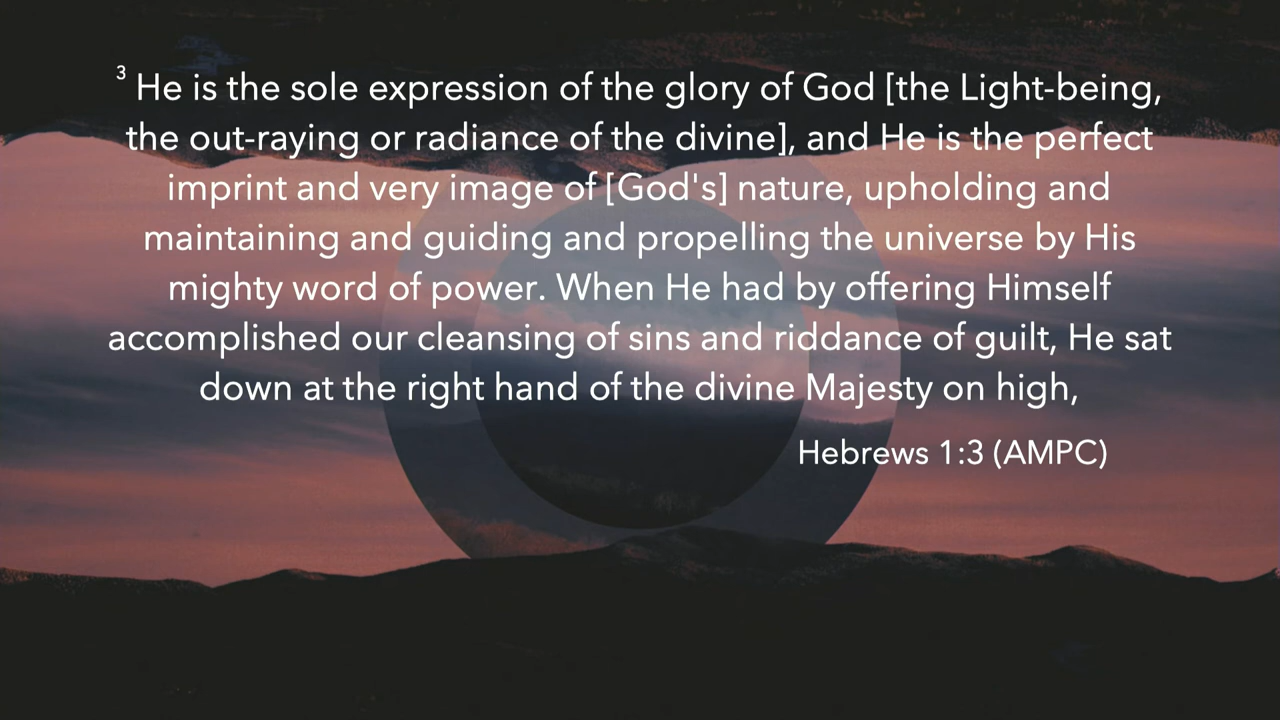 3 He is the sole expression of the glory of God [the Light-being,
the out-raying or radiance of the divine], and He is the perfect
imprint and very image of [God's] nature, upholding and
maintaining and guiding and propelling the universe by His
mighty word of power. When He had by offering Himself
accomplished our cleansing of sins and riddance of guilt, He sat
down at the right hand of the divine Majesty on high,
Hebrews 1:3 (AMPC)